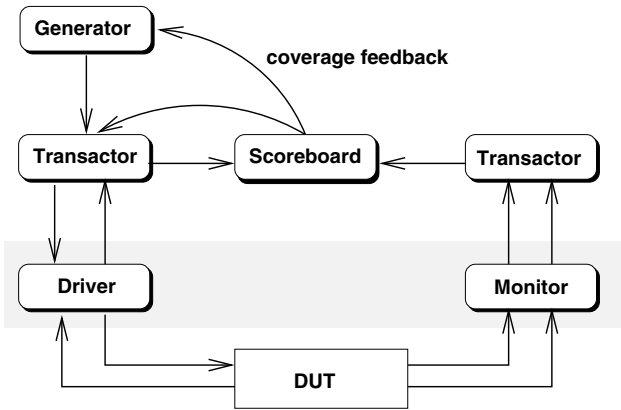 Generator
coverage feedback
Transactor
Scoreboard
Transactor
Driver
Monitor
DUT